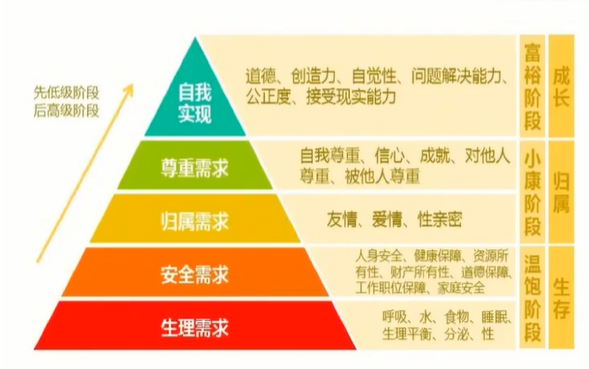 先低级阶段
后高级阶段
自我
实现
道德、创造力、自觉性、问题解决能力、
公正度、接受现实能力
富裕阶段
成长
尊重需求
自我尊重、信心、成就、对他人
尊重、被他人尊重
小康阶段
归属
归属需求
友情、爱情、性亲密
安全需求
人身安全、健康保障、资源所
有性、财产所有性、道德保障、
工作职位保障、家庭安全
温饱阶段
生存
生理需求
呼吸、水、食物、睡眠、
生理平衡、分泌、性